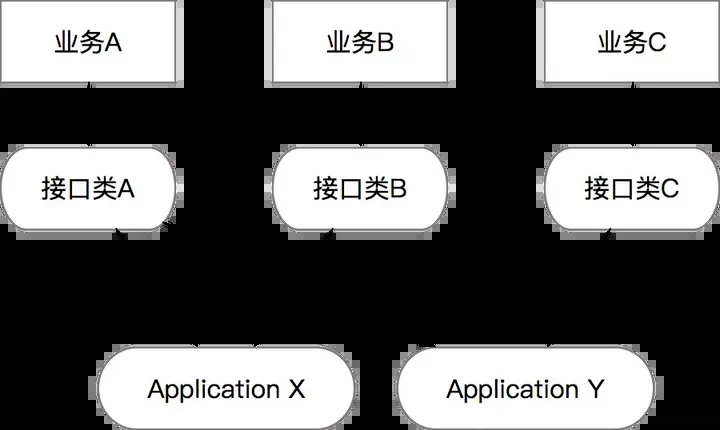 业务A
业务B
业务C
接口类A
接口类B
接口类C
Application X
Application Y